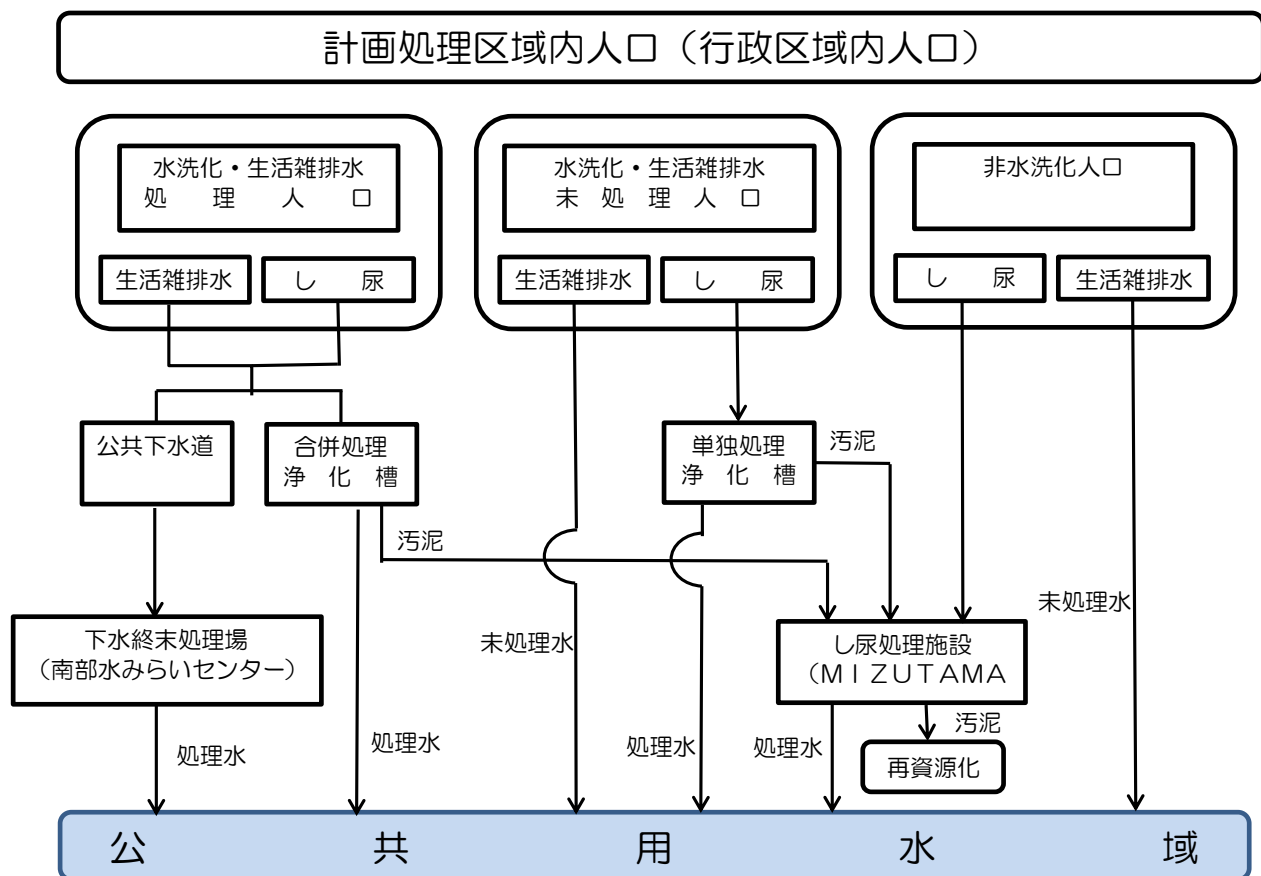 計画処理区域内人口（行政区域内人口）
水洗化・生活雑排水
処理人口
生活雑排水
し尿
水洗化・生活雑排水
未処理人口
生活雑排水
し尿
非水洗化人口
し尿
生活雑排水
公共下水道
合併処理
浄化槽
単独処理
浄化槽
汚泥
汚泥
下水終末処理場
（南部水みらいセンター）
未処理水
し尿処理施設
（ＭＩＺＵＴＡＭＡ
未処理水
処理水
処理水
処理水
処理水
汚泥
再資源化
公共用水域